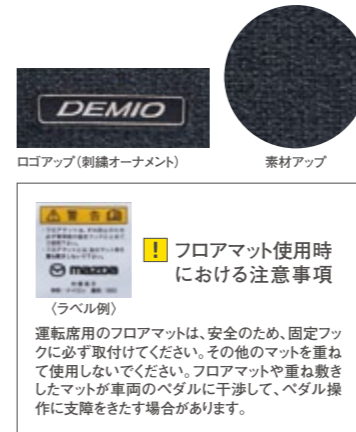 DEMIO
ロゴアップ(刺繍オーナメント)
素材アップ
警告
mazda
〈ラベル例〉
! フロアマット使用時
における注意事項
運転席用のフロアマットは、安全のため、固定フッ
クに必ず取付けてください。その他のマットを重ね
て使用しないでください。フロアマットや重ね敷き
したマットが車両のペダルに干渉して、ペダル操
作に支障をきたす場合があります。